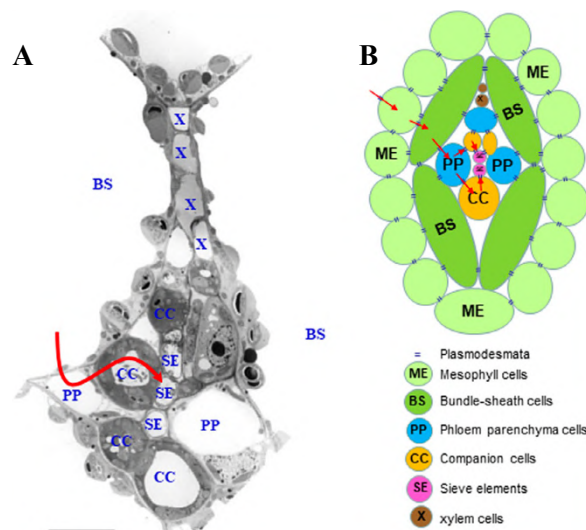 A
X
X
X
X
BS
BS
CC
SE
CC
SE
PP
SE
PP
CC
CC
B
ME
BS
X
ME
PP
PP
CC
BS
ME
= Plasmodesmata
ME Mesophyll cells
BS Bundle-sheath cells
PP Phloem parenchyma cells
CC Companion cells
SE Sieve elements
X xylem cells